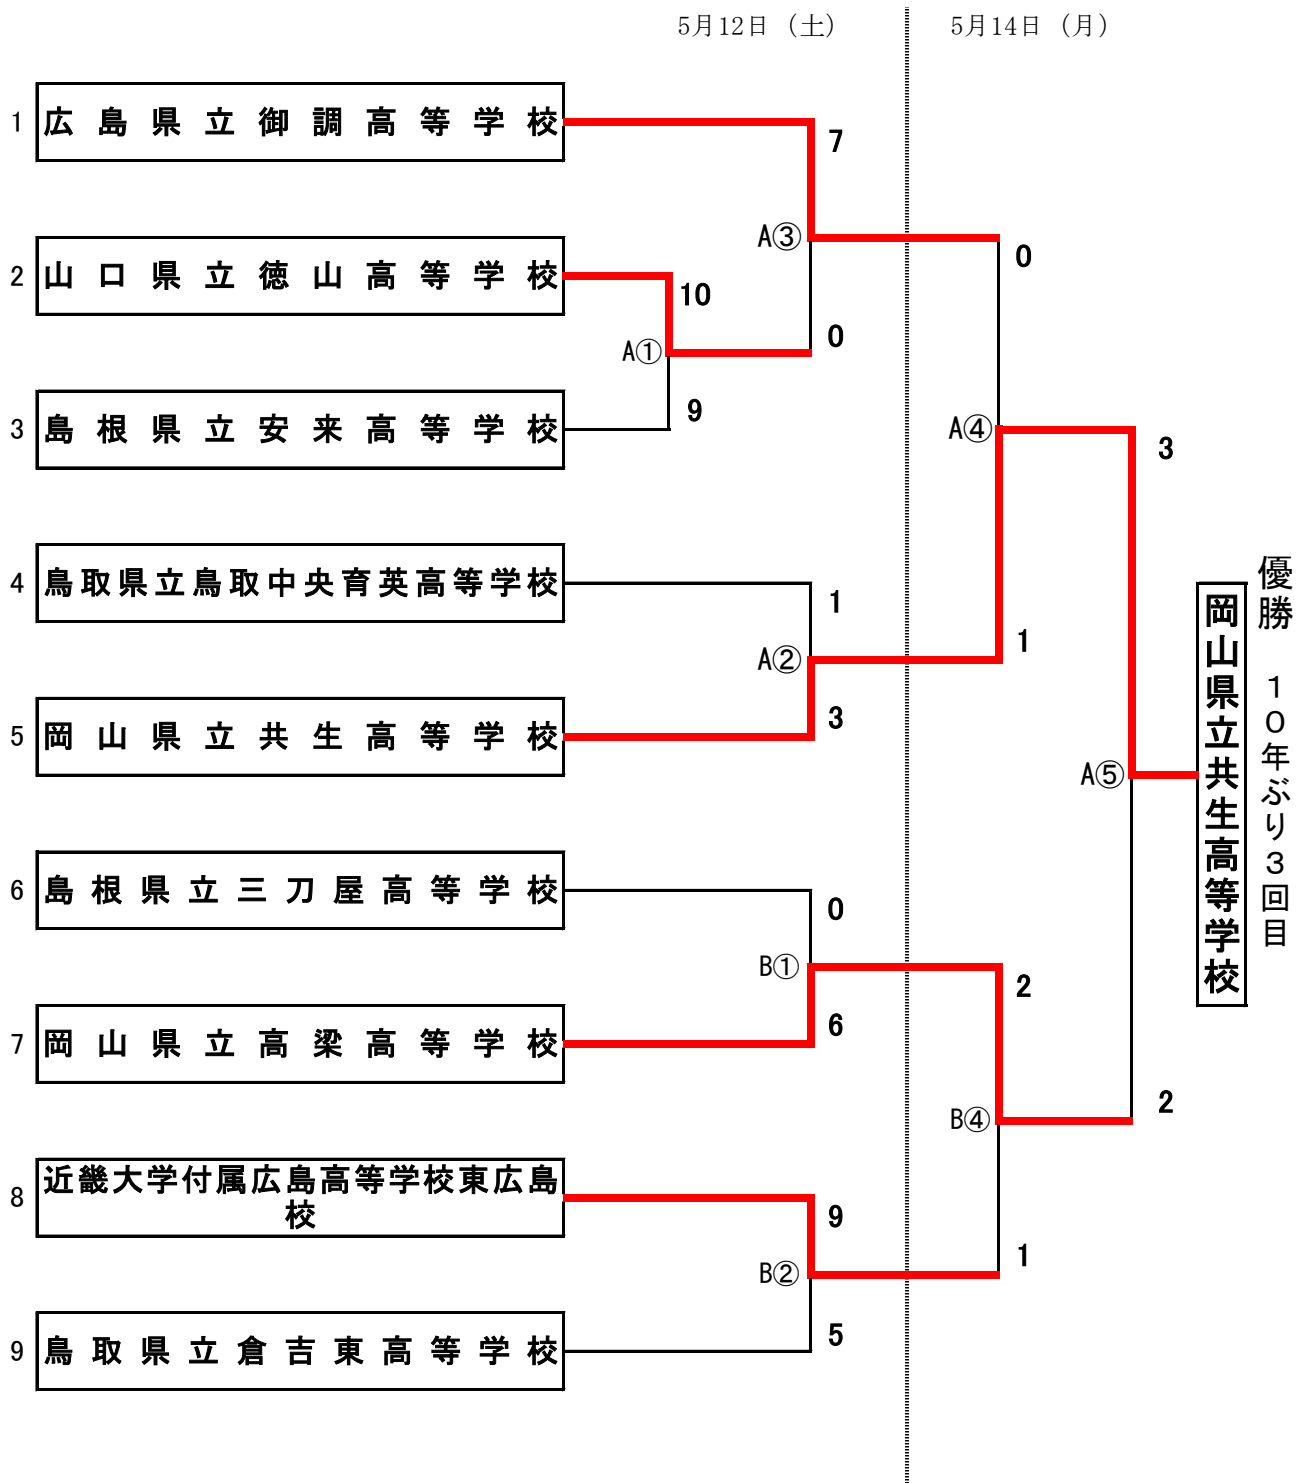 5月12日（土）
5月14日（月）
1 広島県立御調高等学校
7
A③
0
2 山口県立徳山高等学校
10
A①
0
9
3 島根県立安来高等学校
A④
3
4 鳥取県立鳥取中央育英高等学校
1
A②
1
5 岡山県立共生高等学校
3
A⑤
岡山県立共生高等学校
優勝　10年ぶり3回目
6 島根県立三刀屋高等学校
0
B①
2
7 岡山県立高梁高等学校
6
B④
2
8 近畿大学付属広島高等学校東広島
校
9
B②
1
9 鳥取県立倉吉東高等学校
5